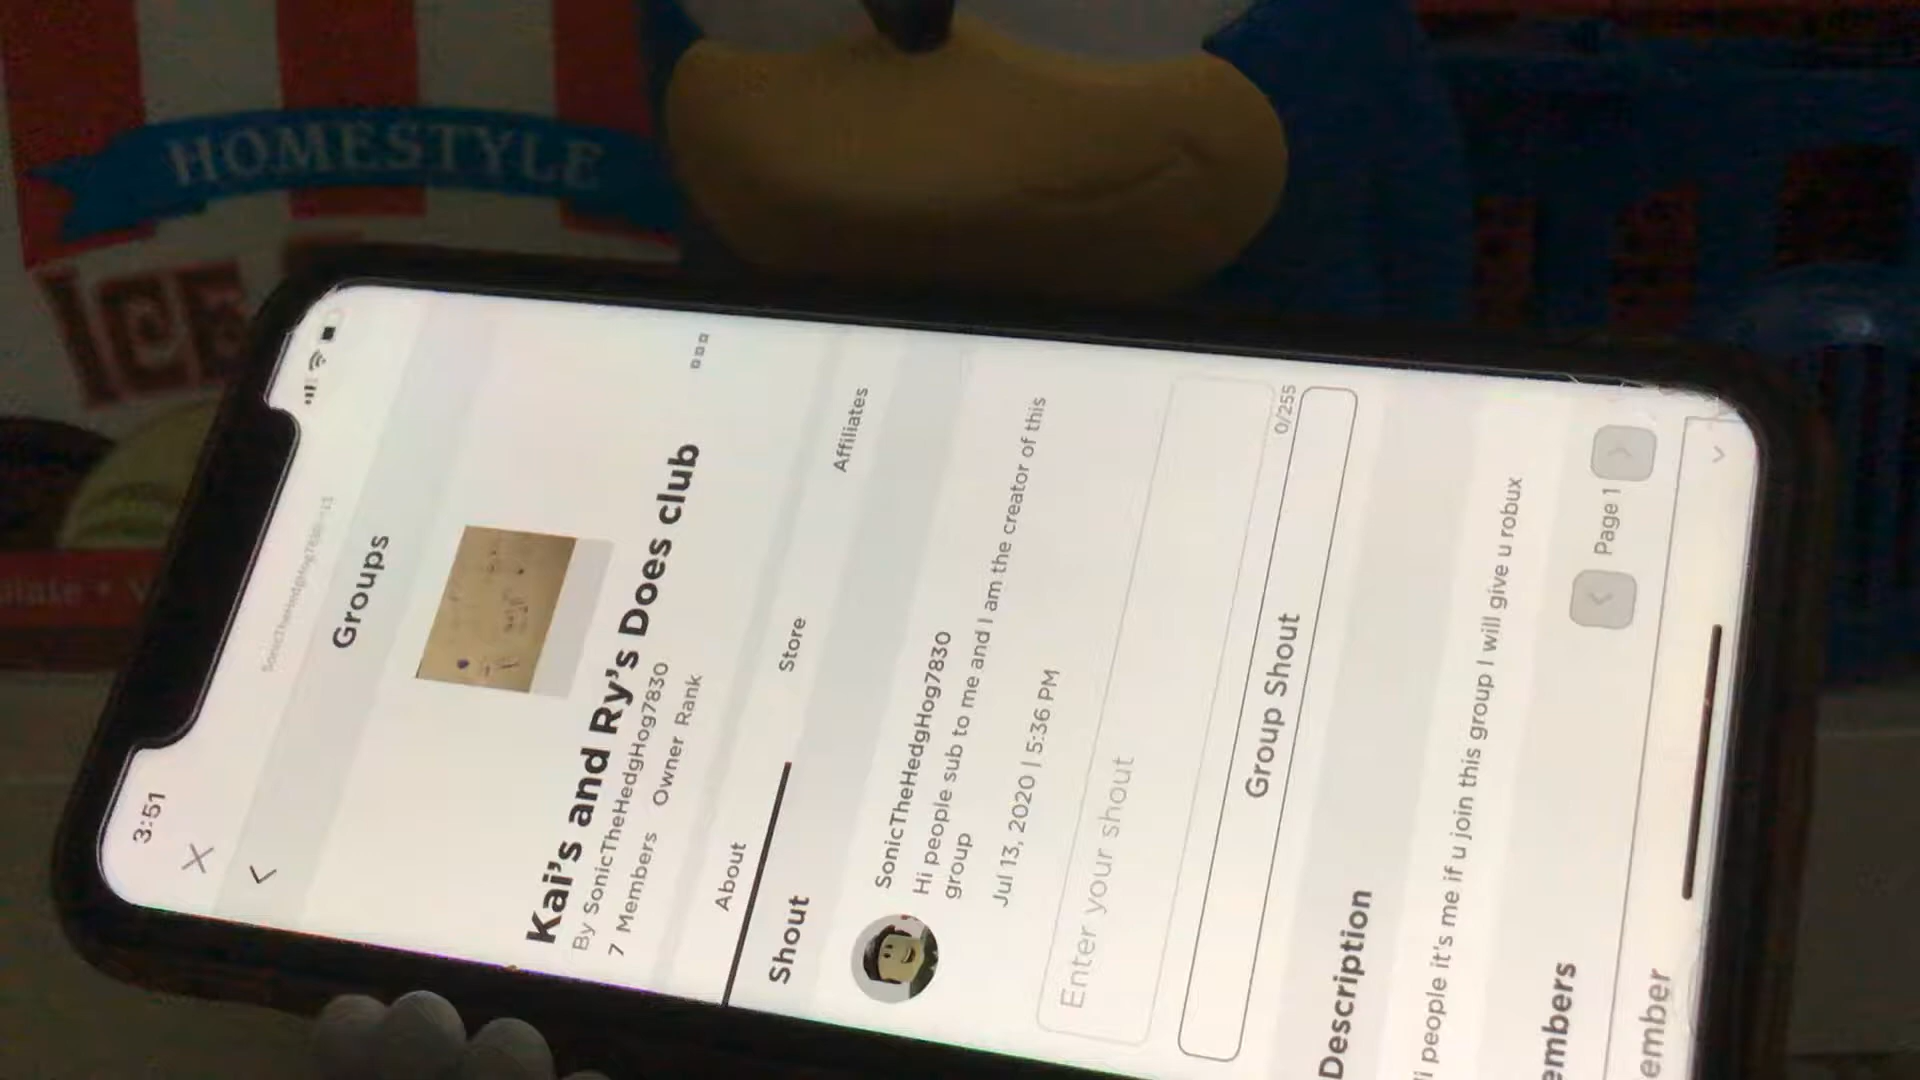 HOMESTYLE
3:51
Groups
Kai's and Ry's Does club
By SonicTheHedgHog7830
7 Members Owner Rank
About Store Affiliates
Shout
SonicTheHedgHog7830
Hi people sub to me and I am the creator of this
group
Jul 13, 2020 | 5:36 PM
Enter your shout
0/255
Group Shout
Description
i people it's me if u join this group I will give u robux
embers
Page 1
ember